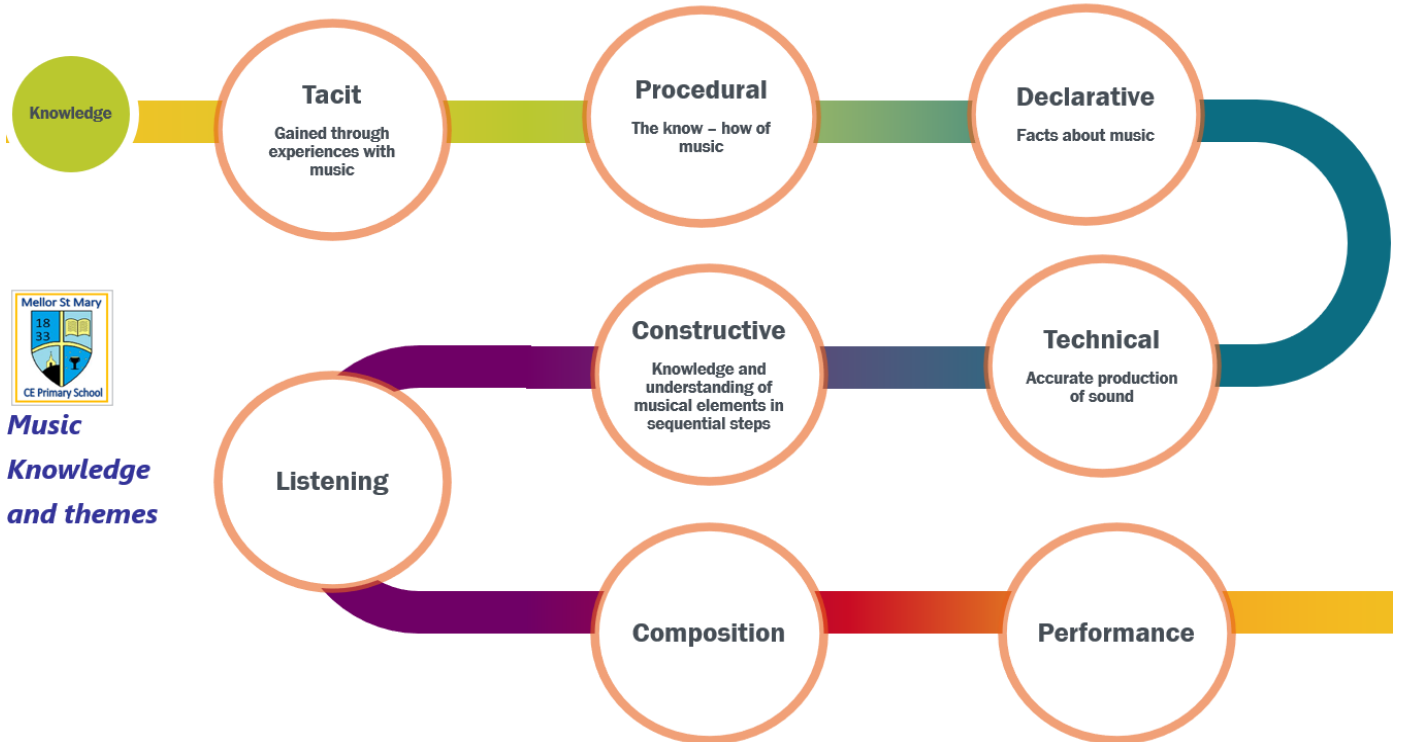 Knowledge
Tacit
Gained through
experiences with
music
Procedural
The know – how of
music
Declarative
Facts about music
Mellor St Mary
18
33
CE Primary School
Music
Knowledge
and themes
Constructive
Knowledge and
understanding of
musical elements in
sequential steps
Technical
Accurate production
of sound
Listening
Composition
Performance